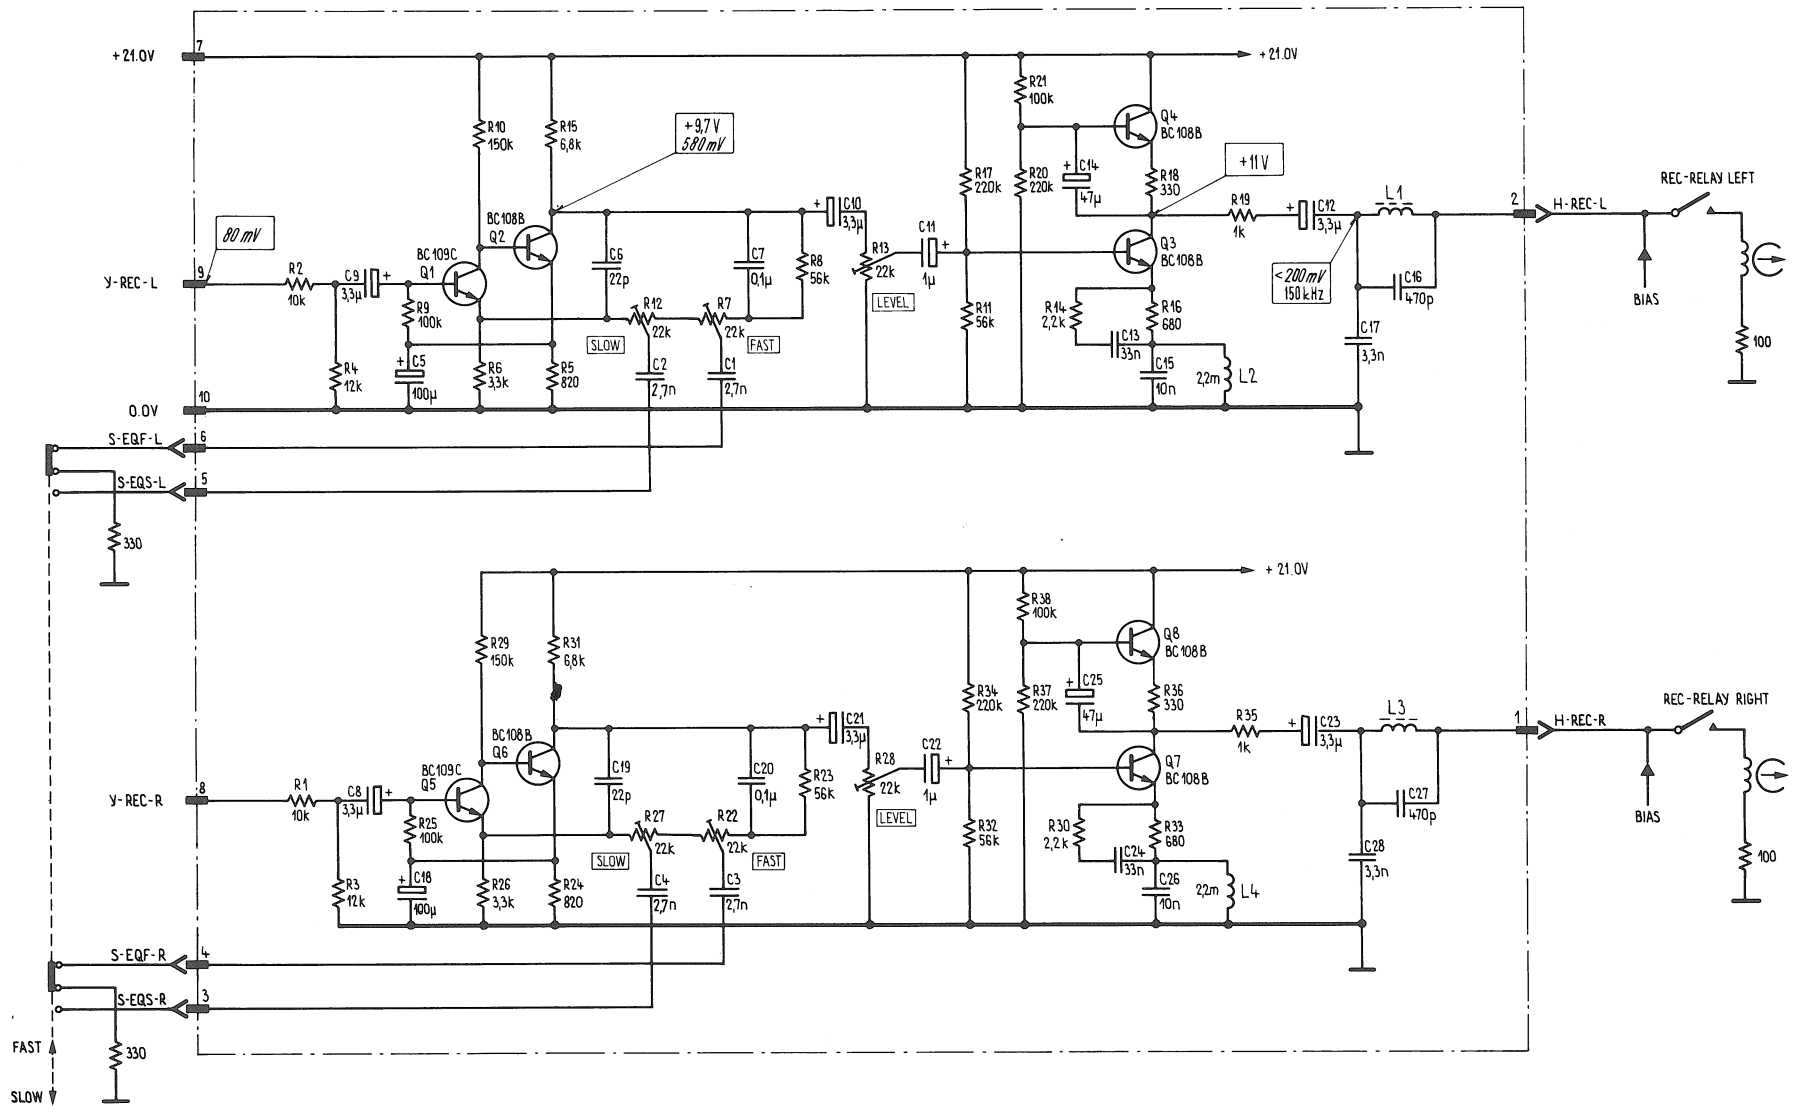 +21.0V
7
+21.0V
R10
150k
R15
6,8k
+9,7 V
580 mV
R21
100k
Q4
BC108B
R17
220k
R20
220k
+
C14
47µ
R18
330
+11 V
REC-RELAY LEFT
80 mV
BC108B
Q2
BC109C
Q1
+
C10
3,3µ
C11
+
1µ
R13
22k
LEVEL
Q3
BC108B
R19
1k
+
C12
3,3µ
L1
2
H-REC-L
Y-REC-L
9
R2
10k
C9
+
3,3µ
R9
100k
C6
22p
C7
0,1µ
R8
56k
R12
22k
R7
22k
SLOW
FAST
R11
56k
R14
2,2k
R16
680
C13
33n
C15
10n
2,2m
L2
<200mV
150kHz
C16
470p
C17
3,3n
BIAS
100
R4
12k
+
C5
100µ
R6
3,3k
R5
820
C2
2,7n
C1
2,7n
0.0V
10
S-EQF-L
6
S-EQS-L
5
330
+21.0V
R29
150k
R31
6,8k
R38
100k
Q8
BC108B
R34
220k
R37
220k
+
C25
47µ
R36
330
REC-RELAY RIGHT
BC108B
Q6
BC109C
Q5
+
C21
3,3µ
C22
+
1µ
R28
22k
LEVEL
Q7
BC108B
R35
1k
+
C23
3,3µ
L3
1
H-REC-R
Y-REC-R
8
R1
10k
C8
+
3,3µ
R25
100k
C19
22p
C20
0,1µ
R23
56k
R27
22k
R22
22k
SLOW
FAST
R32
56k
R30
2,2k
R33
680
C24
33n
C26
10n
2,2m
L4
C27
470p
C28
3,3n
BIAS
100
R3
12k
+
C18
100µ
R26
3,3k
R24
820
C4
2,7n
C3
2,7n
S-EQF-R
4
S-EQS-R
3
330
FAST
SLOW